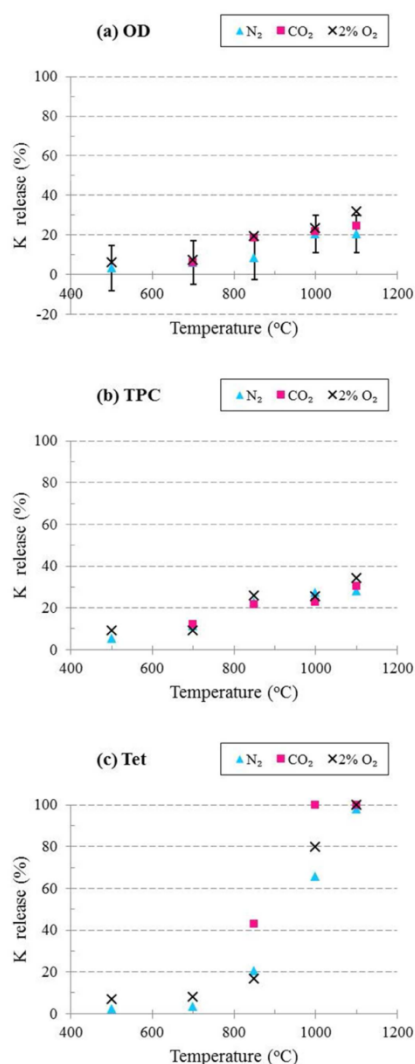 (a) OD
N₂ CO₂ 2% O₂
100
80
60
40
20
0
-20
K release (%)
400 600 800 1000 1200
Temperature (°C)
(b) TPC
N₂ CO₂ 2% O₂
100
80
60
40
20
0
K release (%)
400 600 800 1000 1200
Temperature (°C)
(c) Tet
N₂ CO₂ 2% O₂
100
80
60
40
20
0
K release (%)
400 600 800 1000 1200
Temperature (°C)